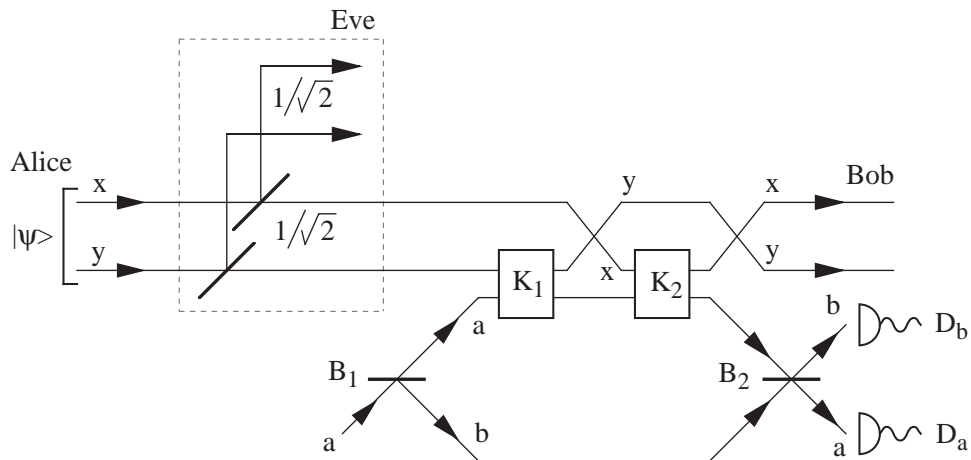 Eve
1/√2
Alice
x
y
x
Bob
|ψ>
1/√2
y
x
y
K₁
K₂
a
b
D_b
B₁
B₂
a
b
a
D_a